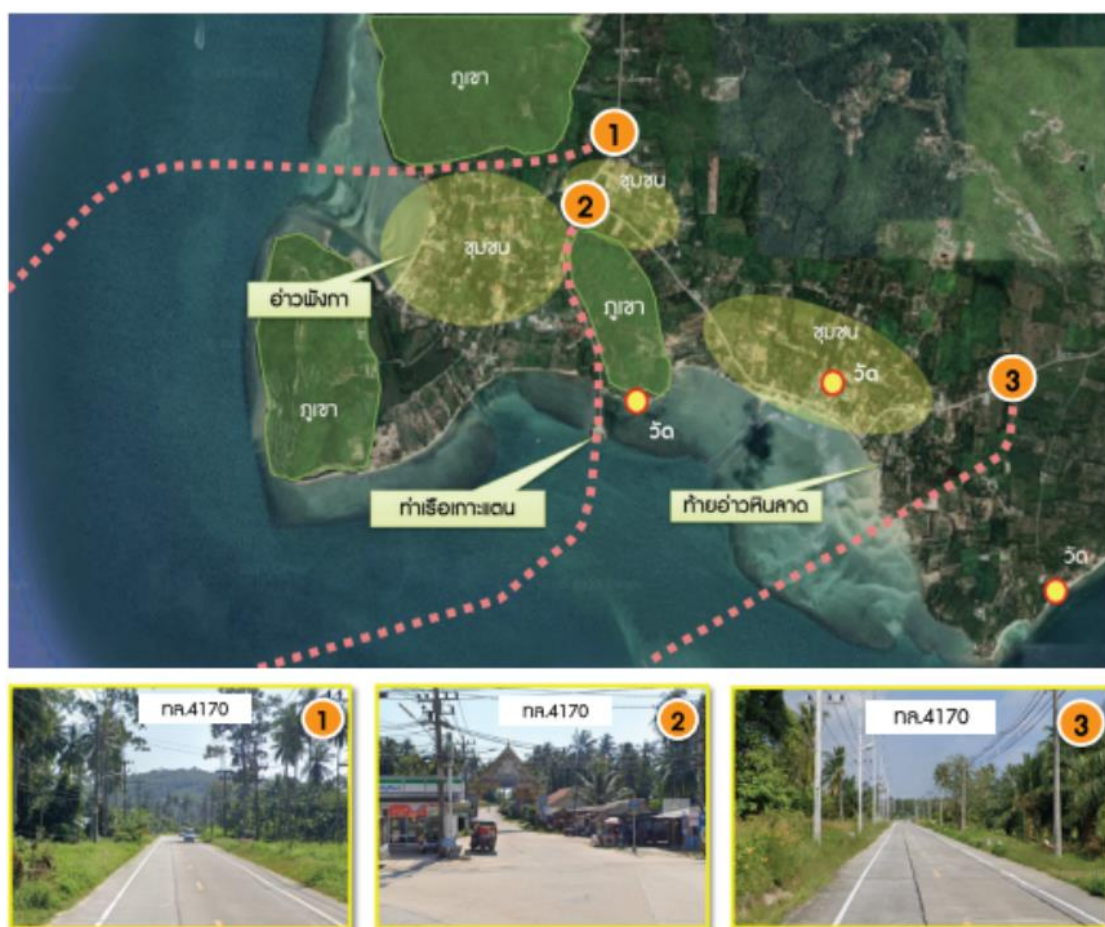 ภูเขา
1
ชุมชน
2
ชุมชน
อ่าวพังกา
ภูเขา
ชุมชน
วัด
3
ภูเขา
วัด
ท่าเรือเกาะแตน
ท้ายอ่าวหินลาด
วัด
ทล.4170
1
ทล.4170
2
ทล.4170
3